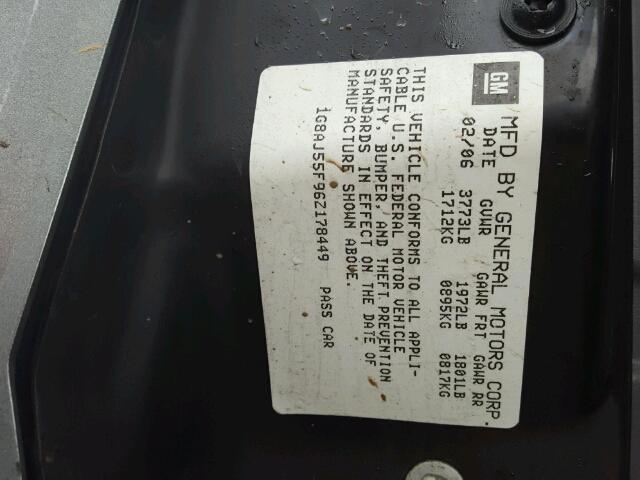 GM MFD BY GENERAL MOTORS CORP.
DATE GVWR GAWR FRT GAWR RR
02/06 3773LB 1972LB 1801LB
1712KG 0895KG 0817KG
THIS VEHICLE CONFORMS TO ALL APPLI-
CABLE U.S. FEDERAL MOTOR VEHICLE
SAFETY, BUMPER, AND THEFT PREVENTION
STANDARDS IN EFFECT ON THE DATE OF
MANUFACTURE SHOWN ABOVE.
1G8AJ55F96Z178449 PASS CAR